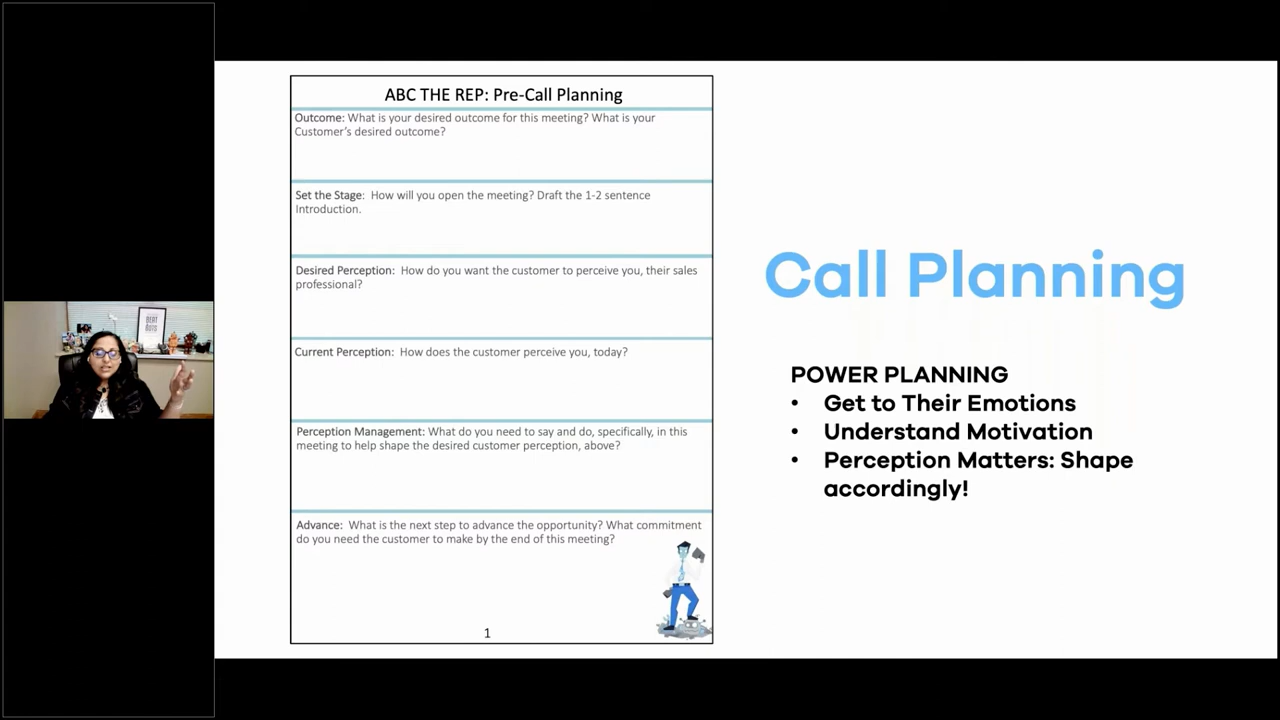 ABC THE REP: Pre-Call Planning
Outcome: What is your desired outcome for this meeting? What is your
Customer's desired outcome?
Set the Stage: How will you open the meeting? Draft the 1-2 sentence
Introduction.
Desired Perception: How do you want the customer to perceive you, their sales
professional?
Current Perception: How does the customer perceive you, today?
Perception Management: What do you need to say and do, specifically, in this
meeting to help shape the desired customer perception, above?
Advance: What is the next step to advance the opportunity? What commitment
do you need the customer to make by the end of this meeting?
1
Call Planning
POWER PLANNING
• Get to Their Emotions
• Understand Motivation
• Perception Matters: Shape
accordingly!